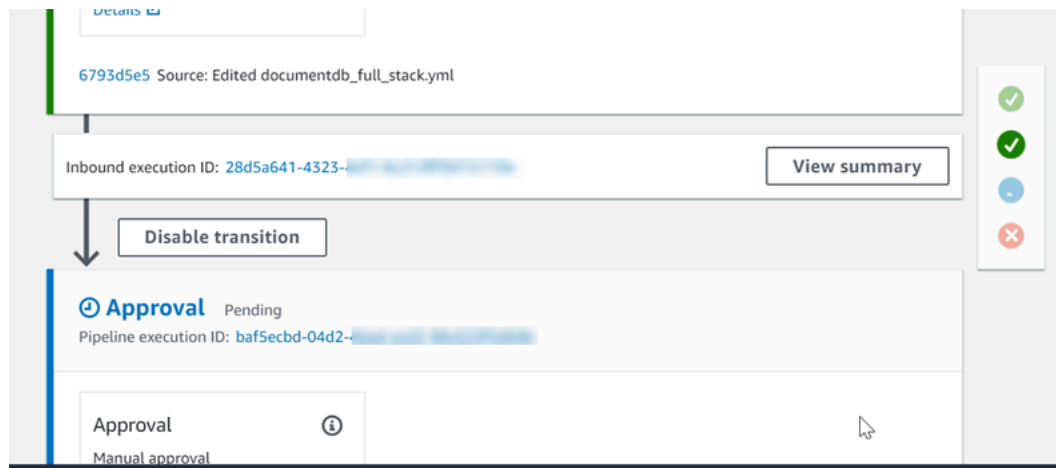 Details
6793d5e5 Source: Edited documentdb_full_stack.yml
Inbound execution ID: 28d5a641-4323-
View summary
Disable transition
Approval Pending
Pipeline execution ID: baf5ecbd-04d2-
Approval
Manual approval